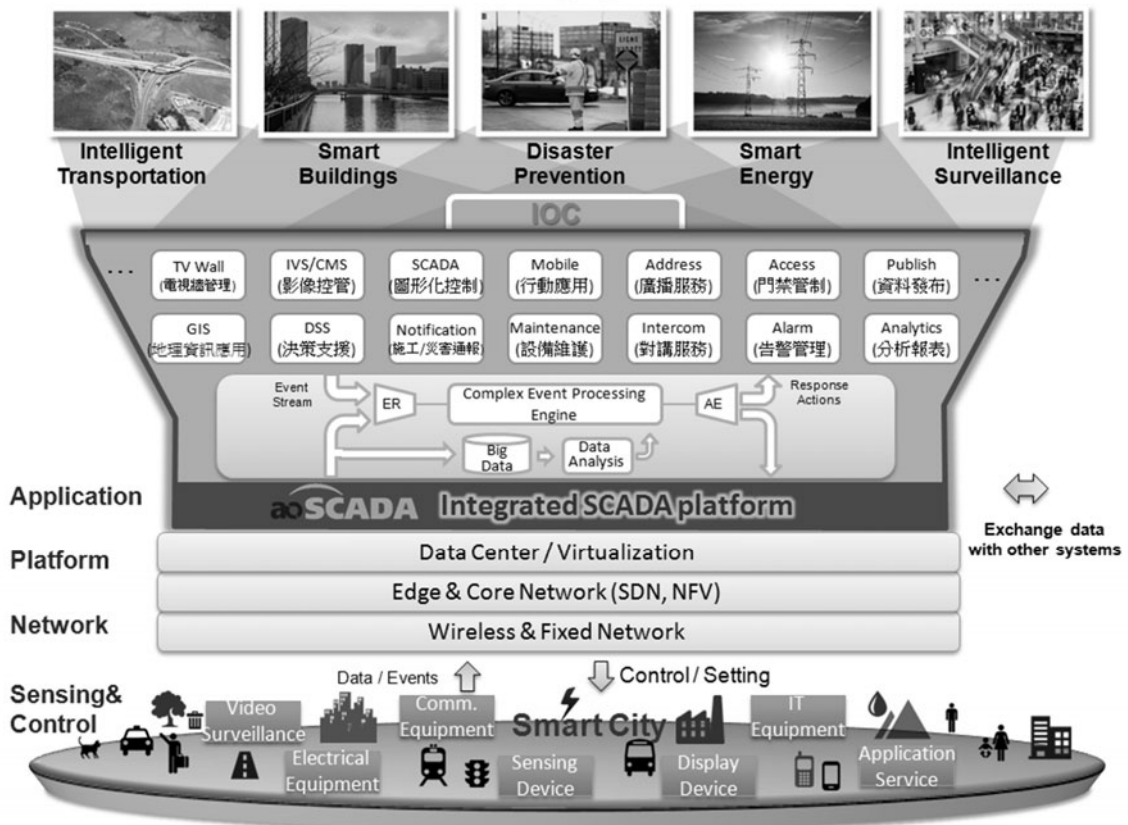 Intelligent
Transportation
Smart
Buildings
Disaster
Prevention
Smart
Energy
Intelligent
Surveillance
IOC
...
TV Wall
(電視牆管理)
IVS/CMS
(影像控管)
SCADA
(圖形化控制)
Mobile
(行動應用)
Address
(廣播服務)
Access
(門禁管制)
Publish
(資料發布)
...
GIS
(地理資訊應用)
DSS
(決策支援)
Notification
(施工/災害通報)
Maintenance
(設備維護)
Intercom
(對講服務)
Alarm
(告警管理)
Analytics
(分析報表)
Event
Stream
ER
Complex Event Processing
Engine
AE
Response
Actions
Big
Data
Data
Analysis
Application
aoSCADA Integrated SCADA platform
Exchange data
with other systems
Platform
Data Center / Virtualization
Edge & Core Network (SDN, NFV)
Network
Wireless & Fixed Network
Data / Events
Control / Setting
Sensing&
Control
Video
Surveillance
Comm.
Equipment
Smart City
IT
Equipment
Electrical
Equipment
Sensing
Device
Display
Device
Application
Service